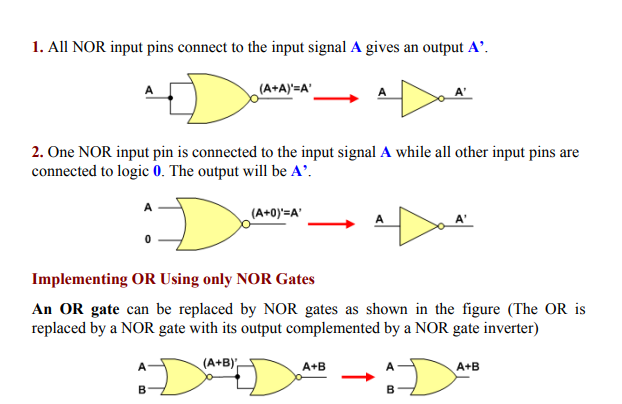 1. All NOR input pins connect to the input signal A gives an output A’.
A (A+A)'=A' A A'
2. One NOR input pin is connected to the input signal A while all other input pins are
connected to logic 0. The output will be A’.
A (A+0)'=A' A A'
0
Implementing OR Using only NOR Gates
An OR gate can be replaced by NOR gates as shown in the figure (The OR is
replaced by a NOR gate with its output complemented by a NOR gate inverter)
A (A+B)' A+B A A+B
B B